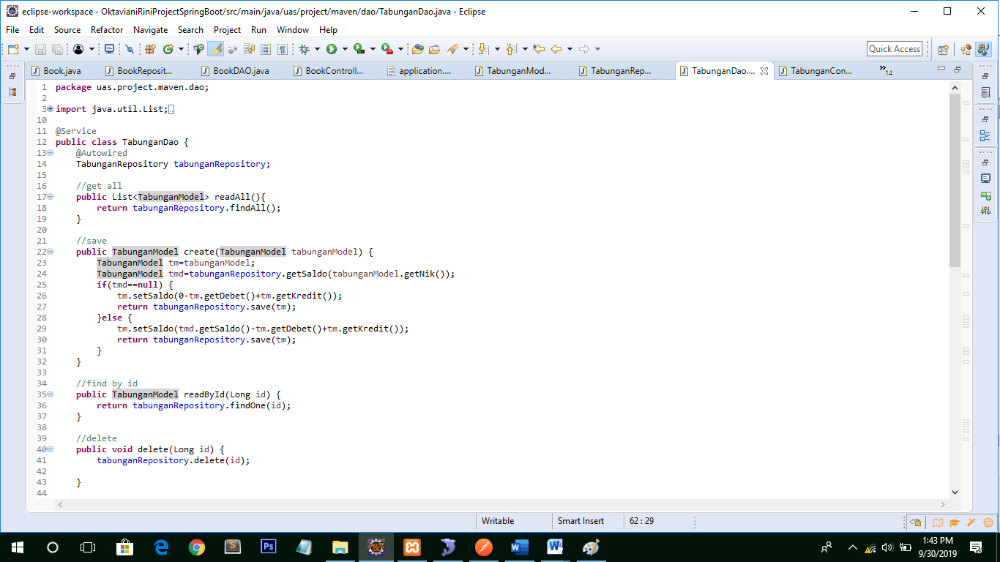 eclipse-workspace - OktavianiRiniProjectSpringBoot/src/main/java/uas/project/maven/dao/TabunganDao.java - Eclipse
File Edit Source Refactor Navigate Search Project Run Window Help
Quick Access
Book.java BookReposit... BookDAO.java BookControll... application.... TabunganMod... TabunganRep... TabunganDao.... TabunganCon... »14
1 package uas.project.maven.dao;
2
3 import java.util.List;
10
11 @Service
12 public class TabunganDao {
13 @Autowired
14 TabunganRepository tabunganRepository;
15
16 //get all
17 public List<TabunganModel> readAll(){
18 return tabunganRepository.findAll();
19 }
20
21 //save
22 public TabunganModel create(TabunganModel tabunganModel) {
23 TabunganModel tm=tabunganModel;
24 TabunganModel tmd=tabunganRepository.getSaldo(tabunganModel.getNik());
25 if(tmd==null) {
26 tm.setSaldo(0-tm.getDebet()+tm.getKredit());
27 return tabunganRepository.save(tm);
28 }else {
29 tm.setSaldo(tmd.getSaldo()-tm.getDebet()+tm.getKredit());
30 return tabunganRepository.save(tm);
31 }
32 }
33
34 //find by id
35 public TabunganModel readById(Long id) {
36 return tabunganRepository.findOne(id);
37 }
38
39 //delete
40 public void delete(Long id) {
41 tabunganRepository.delete(id);
42
43 }
44
Writable Smart Insert 62 : 29
Ps
1:43 PM
9/30/2019